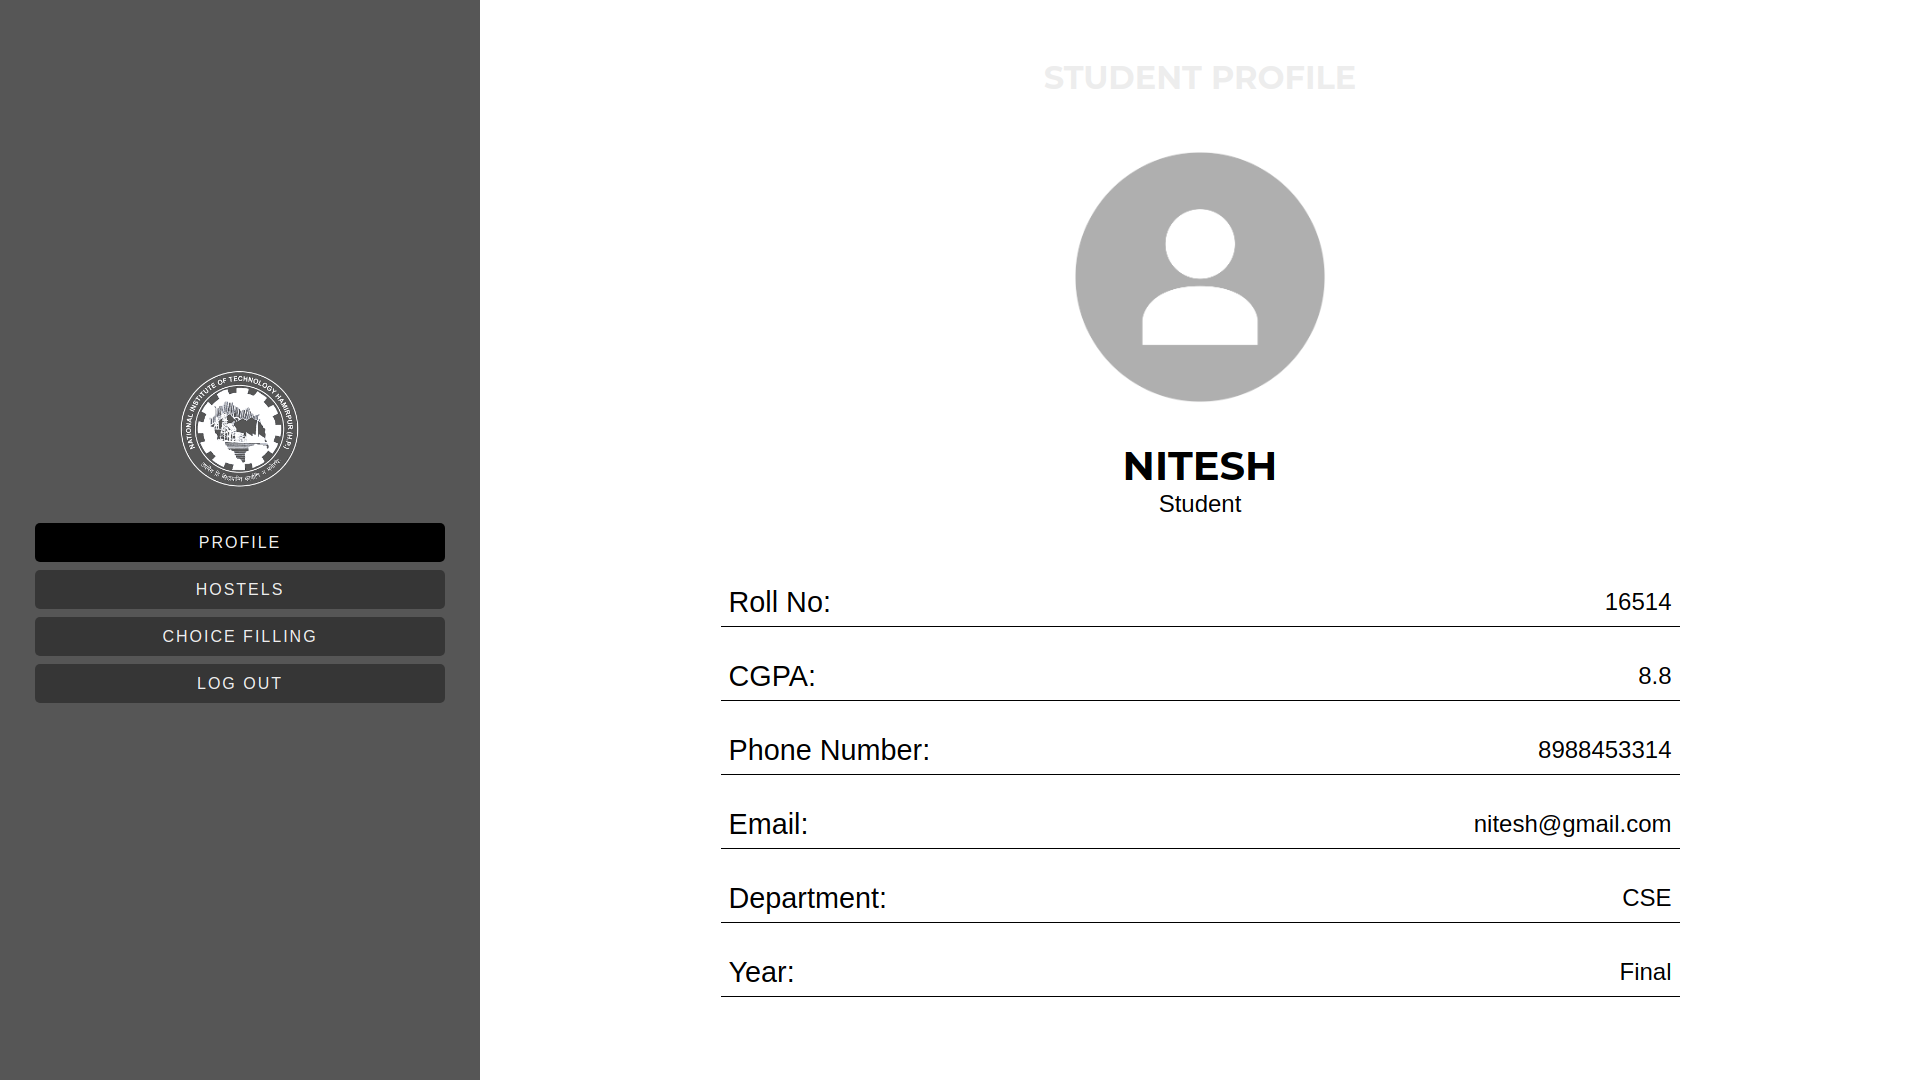 NATIONAL INSTITUTE OF TECHNOLOGY HAMIRPUR (H.P.)
PROFILE
HOSTELS
CHOICE FILLING
LOG OUT
STUDENT PROFILE
NITESH
Student
Roll No: 16514
CGPA: 8.8
Phone Number: 8988453314
Email: nitesh@gmail.com
Department: CSE
Year: Final